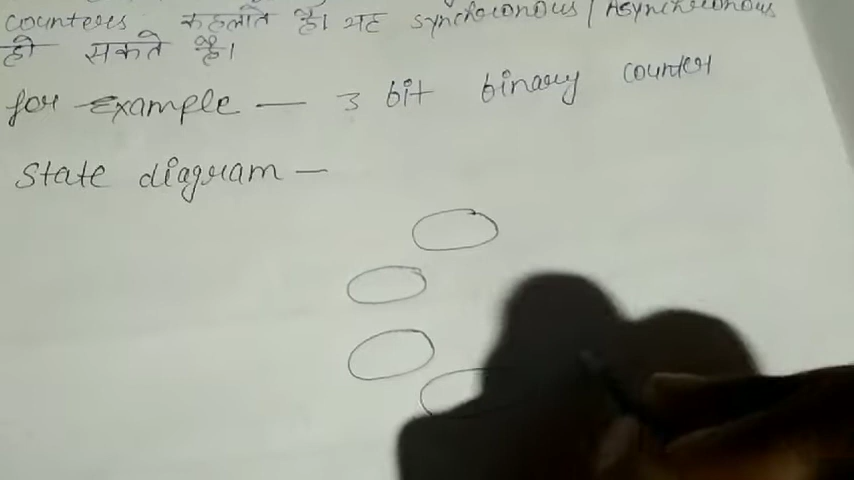 counters कहलाते है। यह synchronous / Asynchronous
हो सकते है।
for Example — 3 bit binary counter
State diagram —